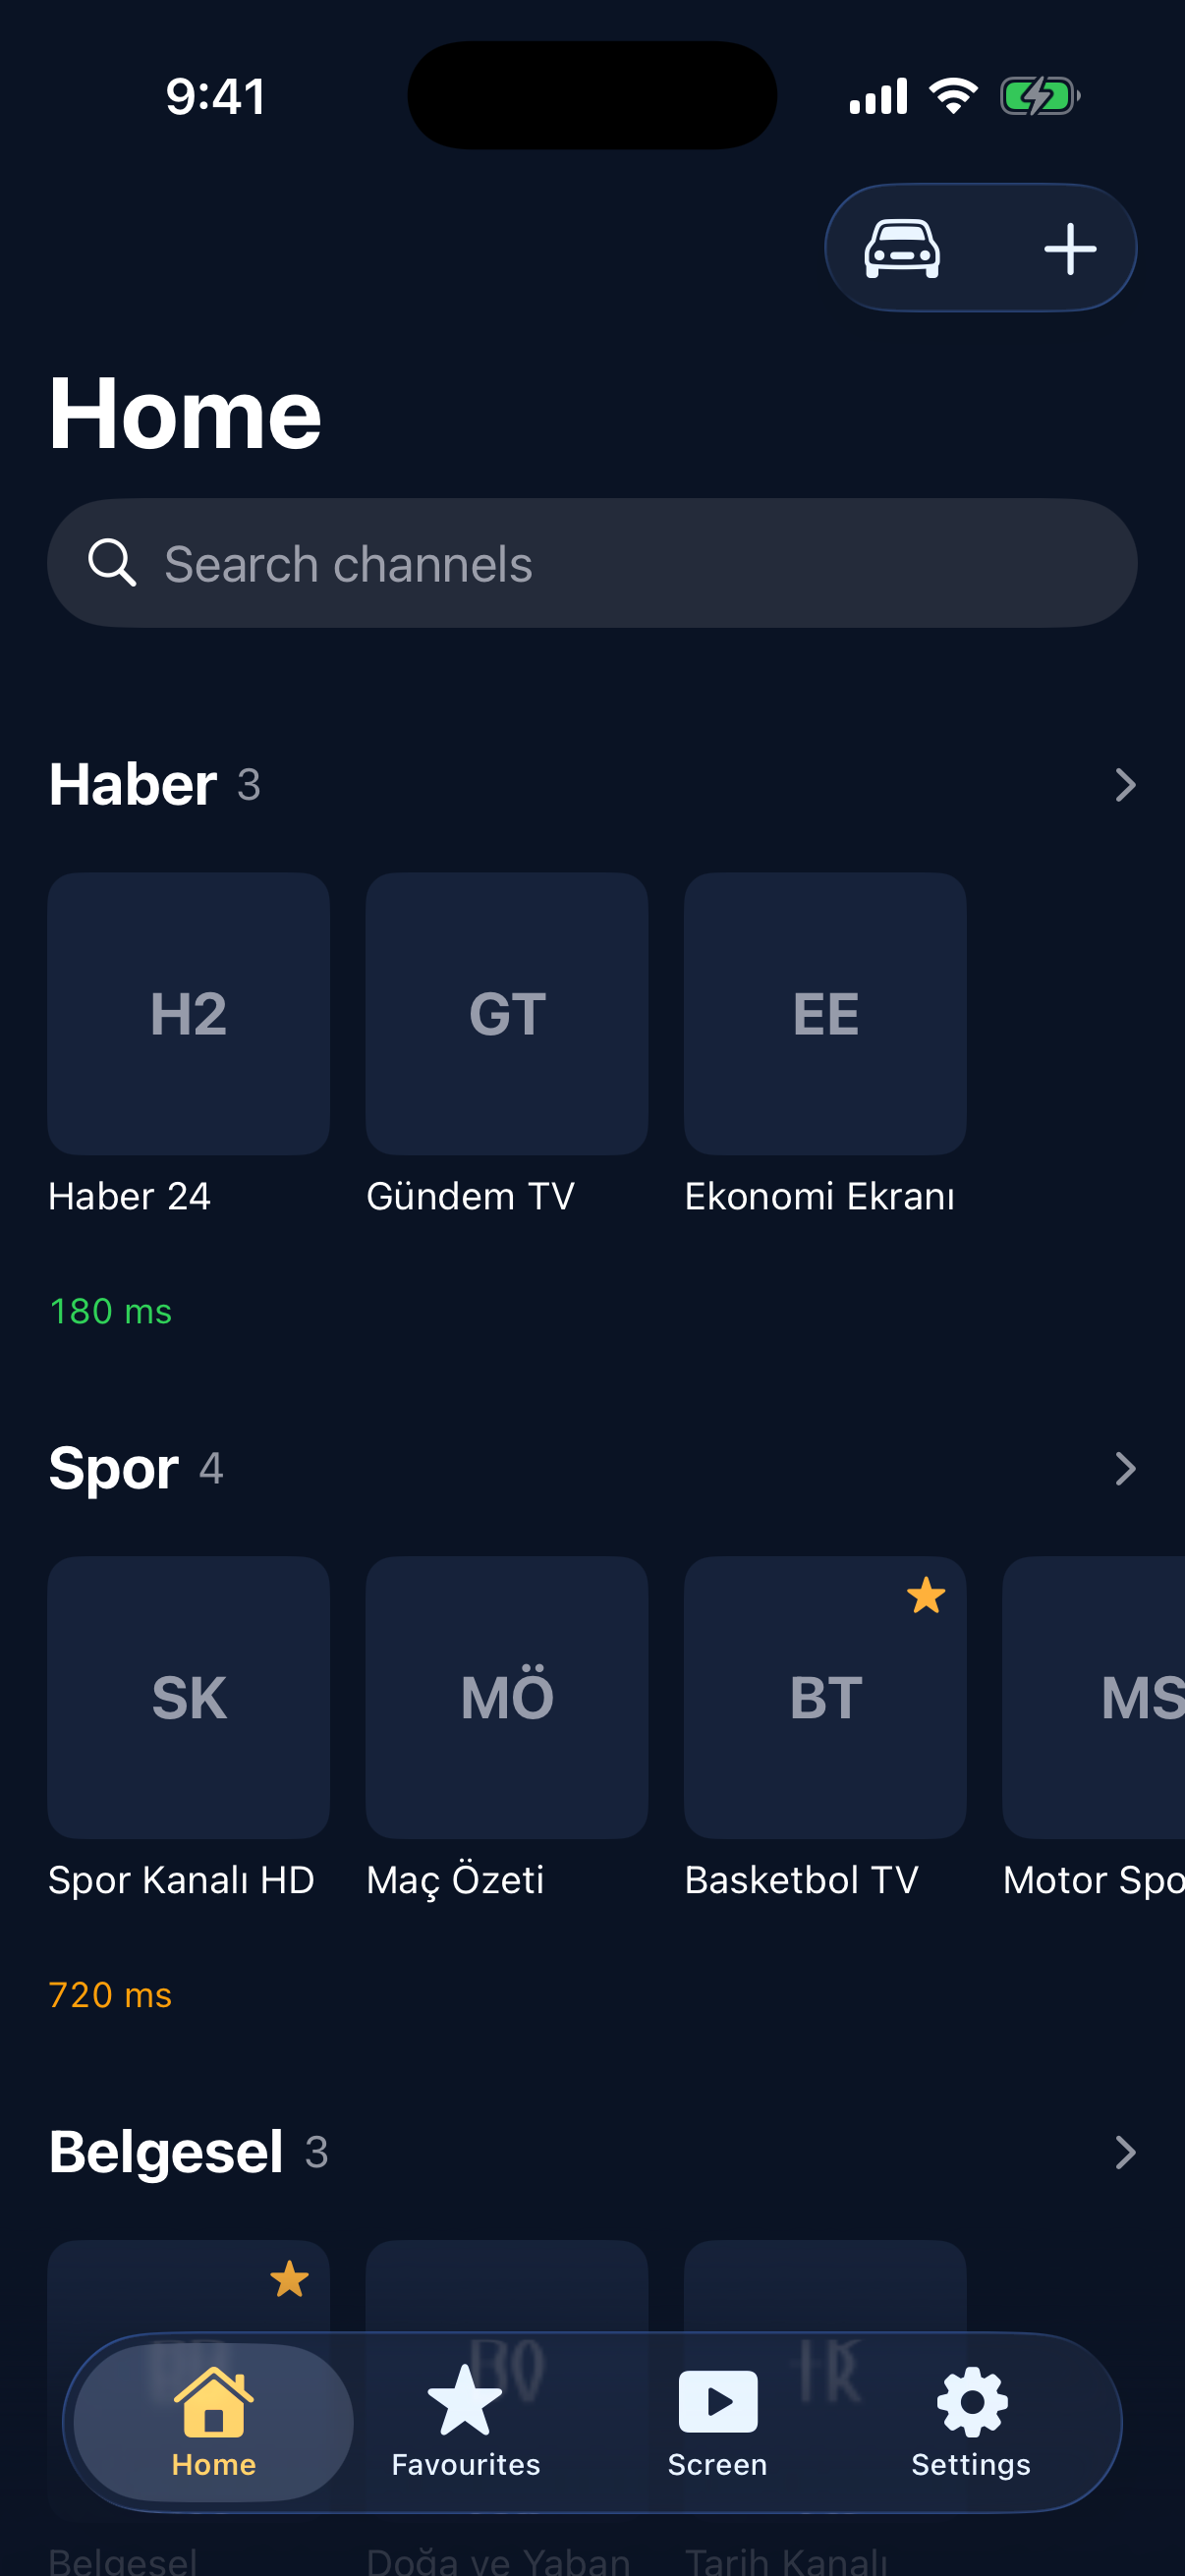 9:41
Home
Search channels
Haber 3
H2
GT
EE
Haber 24
Gündem TV
Ekonomi Ekranı
180 ms
Spor 4
SK
MÖ
BT
MS
Spor Kanalı HD
Maç Özeti
Basketbol TV
Motor Spo
720 ms
Belgesel 3
Home
Favourites
Screen
Settings
Belgesel
Doğa ve Yaban
Tarih Kanalı